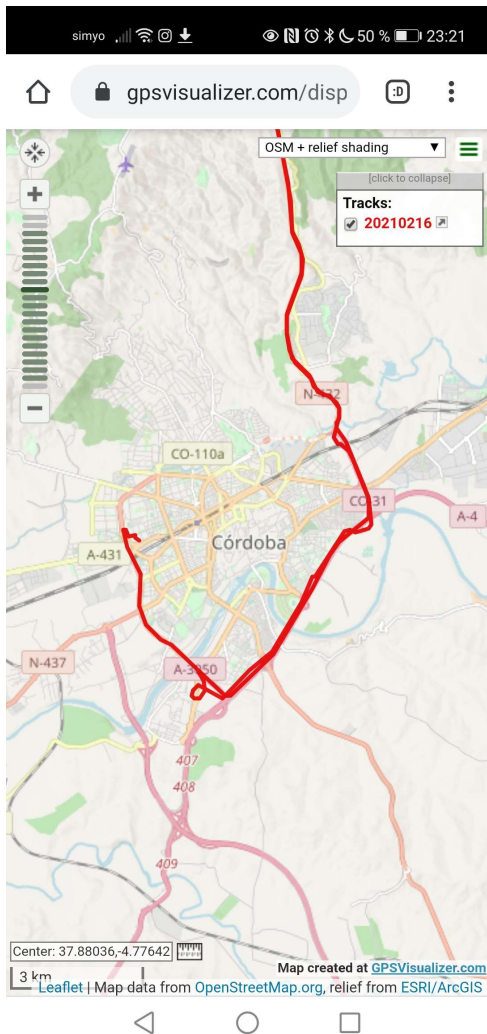 simyo 50 % 23:21
gpsvisualizer.com/disp
:D
OSM + relief shading
[click to collapse]
Tracks:
20210216
N-432
CO-110a
CO-31
A-4
Córdoba
A-431
N-437
A-3050
407
408
409
Center: 37.88036,-4.77642
Map created at GPSVisualizer.com
3 km
Leaflet | Map data from OpenStreetMap.org, relief from ESRI/ArcGIS